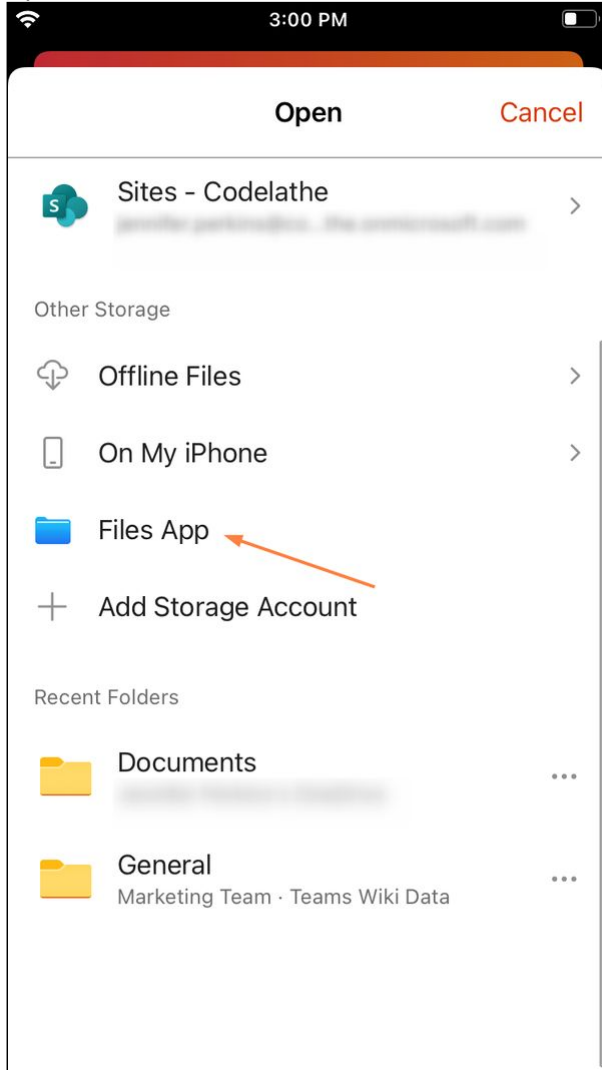 3:00 PM
Open
Cancel
S
Sites - Codelathe
Other Storage
Offline Files
On My iPhone
Files App
Add Storage Account
Recent Folders
Documents
General
Marketing Team · Teams Wiki Data